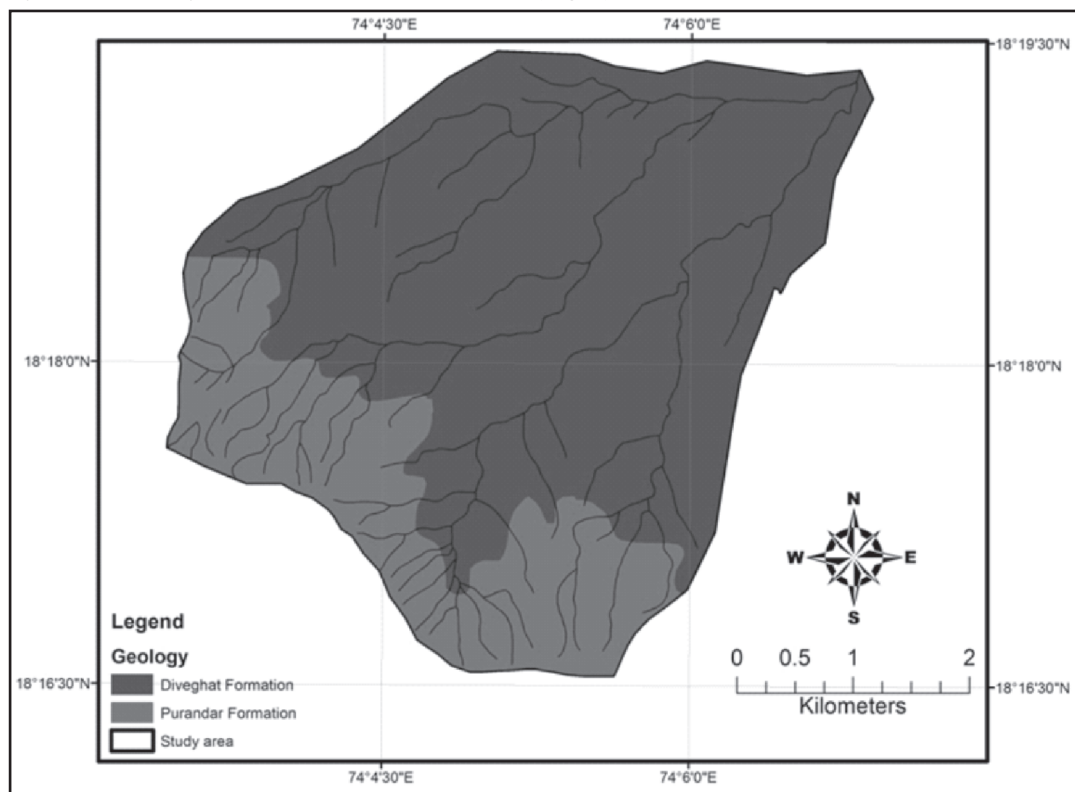 74°4'30"E 74°6'0"E
18°19'30"N
18°18'0"N 18°18'0"N
N
W E
S
Legend
Geology
Diveghat Formation
Purandar Formation
Study area
0 0.5 1 2
Kilometers
18°16'30"N 18°16'30"N
74°4'30"E 74°6'0"E